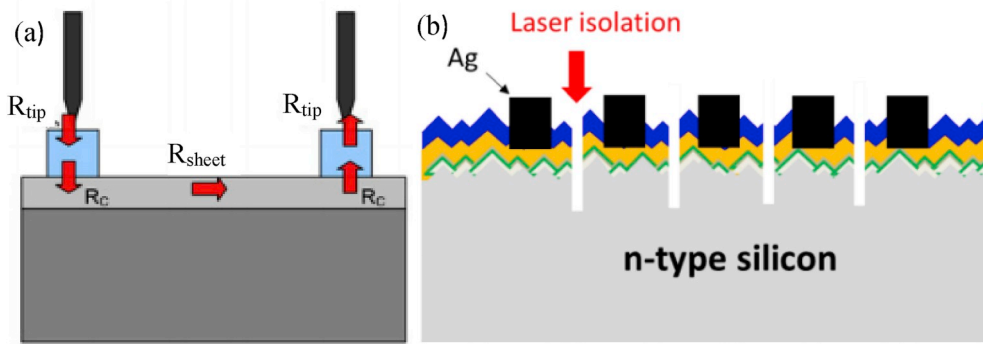 (a)
R_tip
R_tip
R_sheet
R_C
R_C
(b)
Laser isolation
Ag
n-type silicon